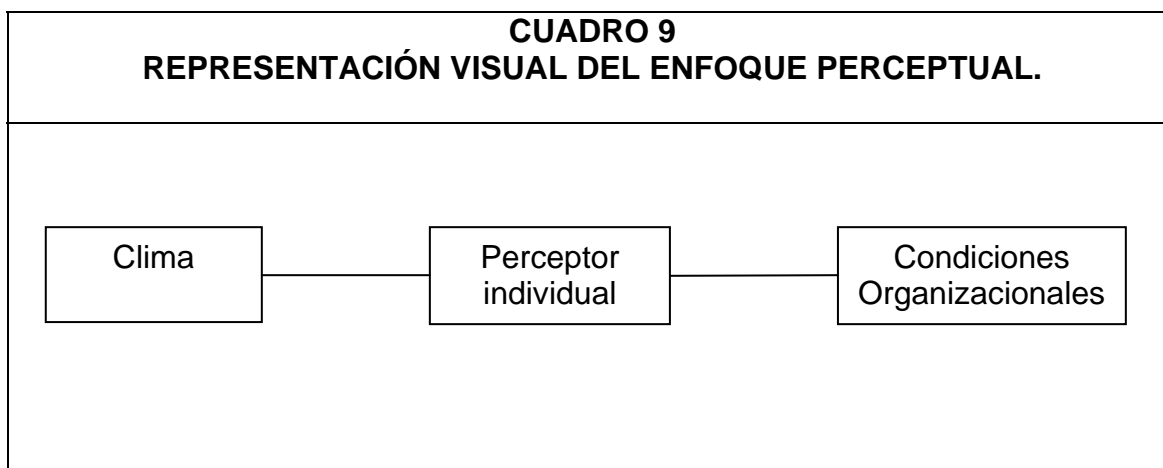 CUADRO 9
REPRESENTACIÓN VISUAL DEL ENFOQUE PERCEPTUAL.
Clima
Perceptor
individual
Condiciones
Organizacionales